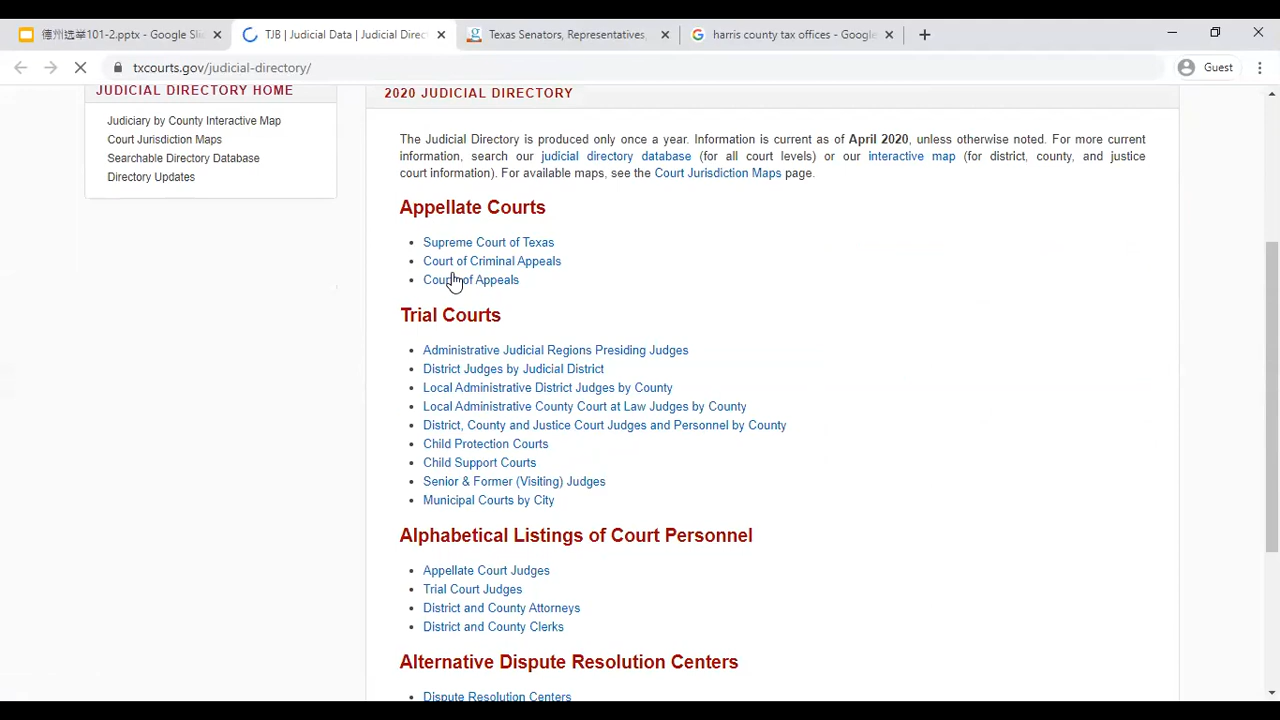 德州选举101-2.pptx - Google Sli
TJB | Judicial Data | Judicial Direc
Texas Senators, Representatives,
harris county tax offices - Google
txcourts.gov/judicial-directory/
Guest
JUDICIAL DIRECTORY HOME
Judiciary by County Interactive Map
Court Jurisdiction Maps
Searchable Directory Database
Directory Updates
2020 JUDICIAL DIRECTORY
The Judicial Directory is produced only once a year. Information is current as of April 2020, unless otherwise noted. For more current
information, search our judicial directory database (for all court levels) or our interactive map (for district, county, and justice
court information). For available maps, see the Court Jurisdiction Maps page.
Appellate Courts
Supreme Court of Texas
Court of Criminal Appeals
Court of Appeals
Trial Courts
Administrative Judicial Regions Presiding Judges
District Judges by Judicial District
Local Administrative District Judges by County
Local Administrative County Court at Law Judges by County
District, County and Justice Court Judges and Personnel by County
Child Protection Courts
Child Support Courts
Senior & Former (Visiting) Judges
Municipal Courts by City
Alphabetical Listings of Court Personnel
Appellate Court Judges
Trial Court Judges
District and County Attorneys
District and County Clerks
Alternative Dispute Resolution Centers
Dispute Resolution Centers